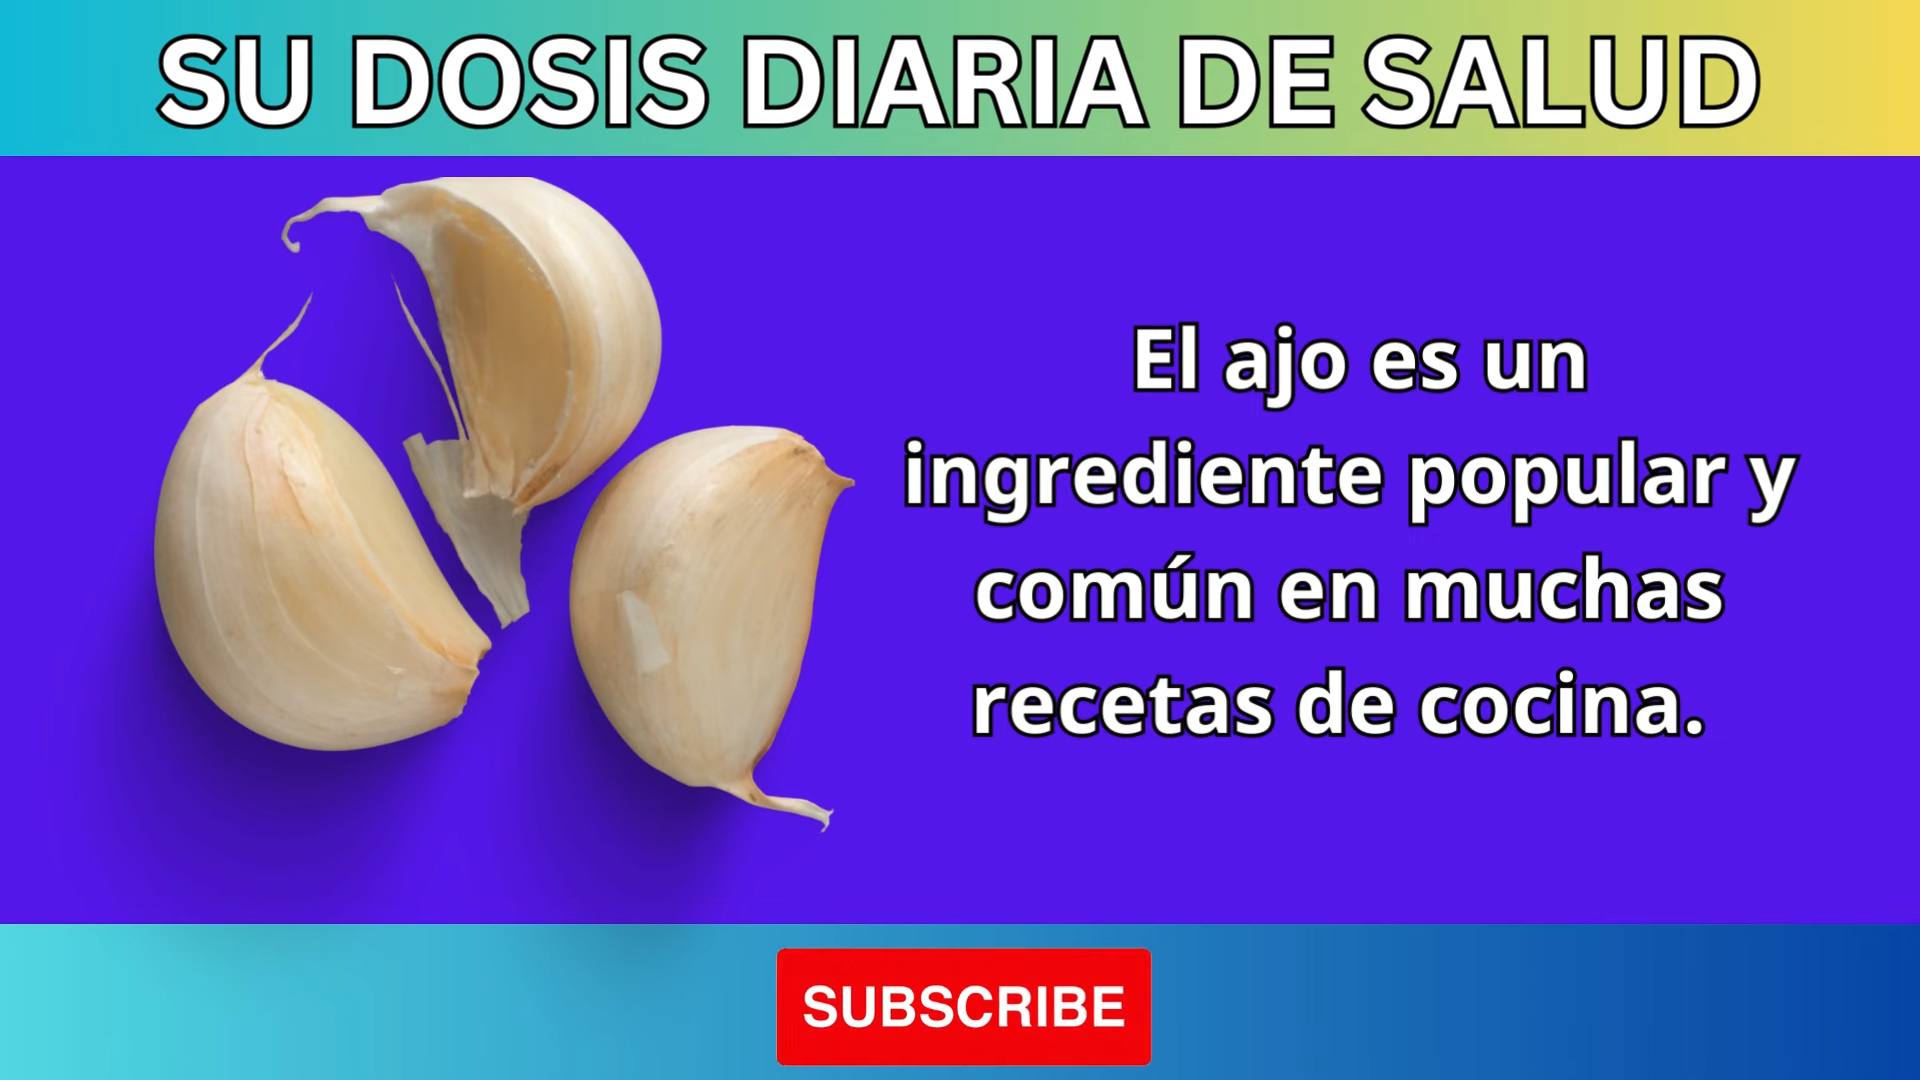 SU DOSIS DIARIA DE SALUD
El ajo es un
ingrediente popular y
común en muchas
recetas de cocina.
SUBSCRIBE